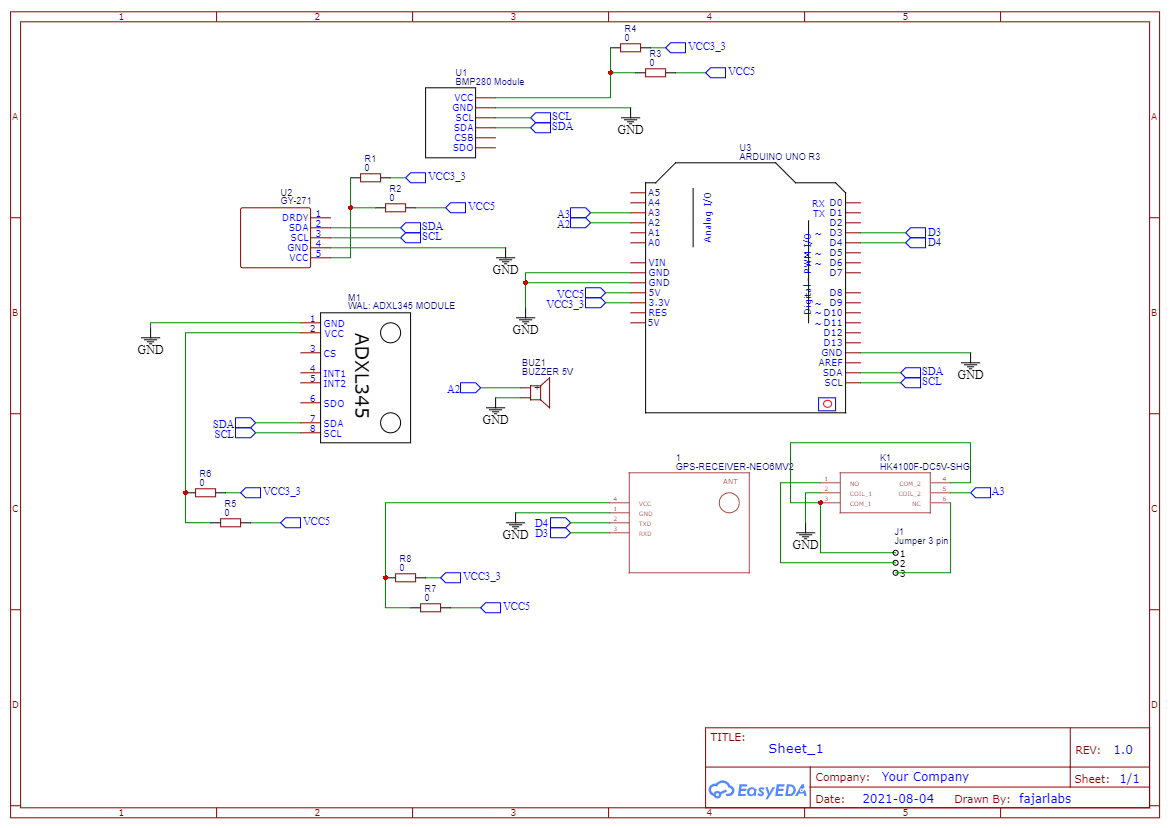 1 2 3 4 5
A
B
C
D
A
B
C
D
R4
0
VCC3_3
R3
0
VCC5
U1
BMP280 Module
VCC
GND
SCL
SDA
CSB
SDO
SCL
SDA
GND
R1
0
VCC3_3
R2
0
VCC5
U2
GY-271
DRDY 1
SDA 2
SCL 3
GND 4
VCC 5
SDA
SCL
GND
U3
ARDUINO UNO R3
A5
A4
A3
A2
A1
A0
VIN
GND
GND
5V
3.3V
RES
5V
Analog I/O
Digital PWM I/O
RX D0
TX D1
D2
~ D3
D4
~ D5
~ D6
D7
D8
~ D9
~ D10
~ D11
D12
D13
GND
AREF
SDA
SCL
A3
A2
VCC5
VCC3_3
GND
D3
D4
GND
SDA
SCL
M1
WAL: ADXL345 MODULE
1 GND
2 VCC
3 CS
4 INT1
5 INT2
6 SDO
7 SDA
8 SCL
ADXL345
GND
SDA
SCL
R6
0
VCC3_3
R5
0
VCC5
BUZ1
BUZZER 5V
A2
GND
1
GPS-RECEIVER-NEO6MV2
ANT
4 VCC
1 GND
2 TXD
3 RXD
GND
D4
D3
R8
0
VCC3_3
R7
0
VCC5
K1
HK4100F-DC5V-SHG
1 NO COM_2 4
2 COIL_1 COIL_2 5
3 COM_1 NC 6
A3
GND
J1
Jumper 3 pin
1
2
3
TITLE:
Sheet_1
REV: 1.0
EasyEDA
Company: Your Company
Sheet: 1/1
Date: 2021-08-04 Drawn By: fajarlabs
1 2 3 4 5